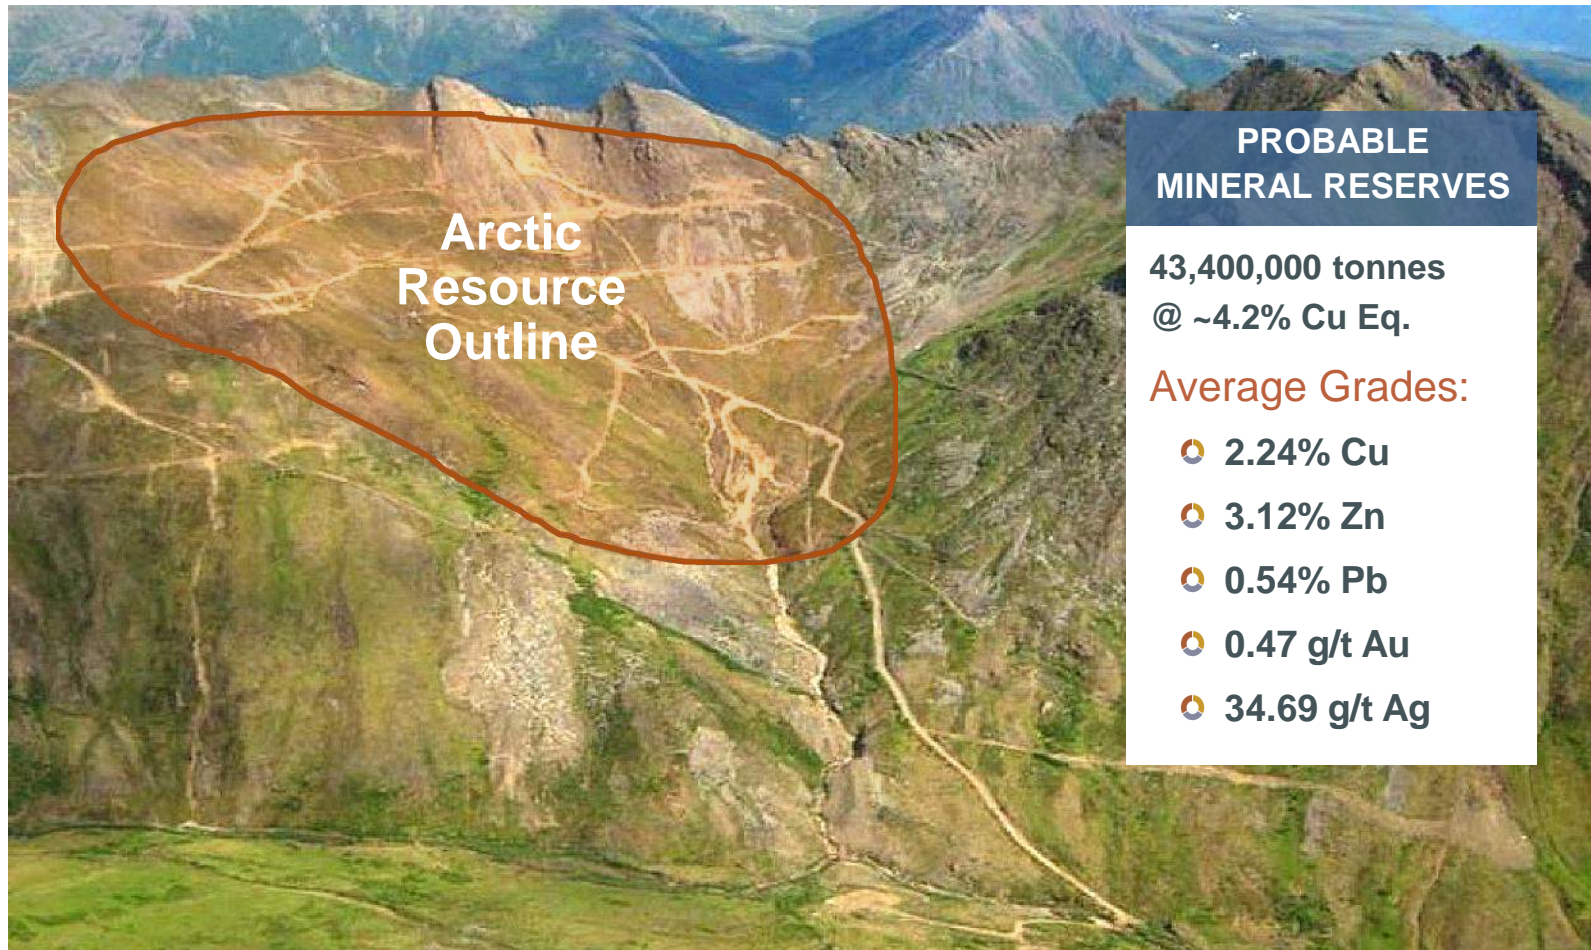 Arctic
Resource
Outline
PROBABLE
MINERAL RESERVES
43,400,000 tonnes
@ ~4.2% Cu Eq.
Average Grades:
2.24% Cu
3.12% Zn
0.54% Pb
0.47 g/t Au
34.69 g/t Ag